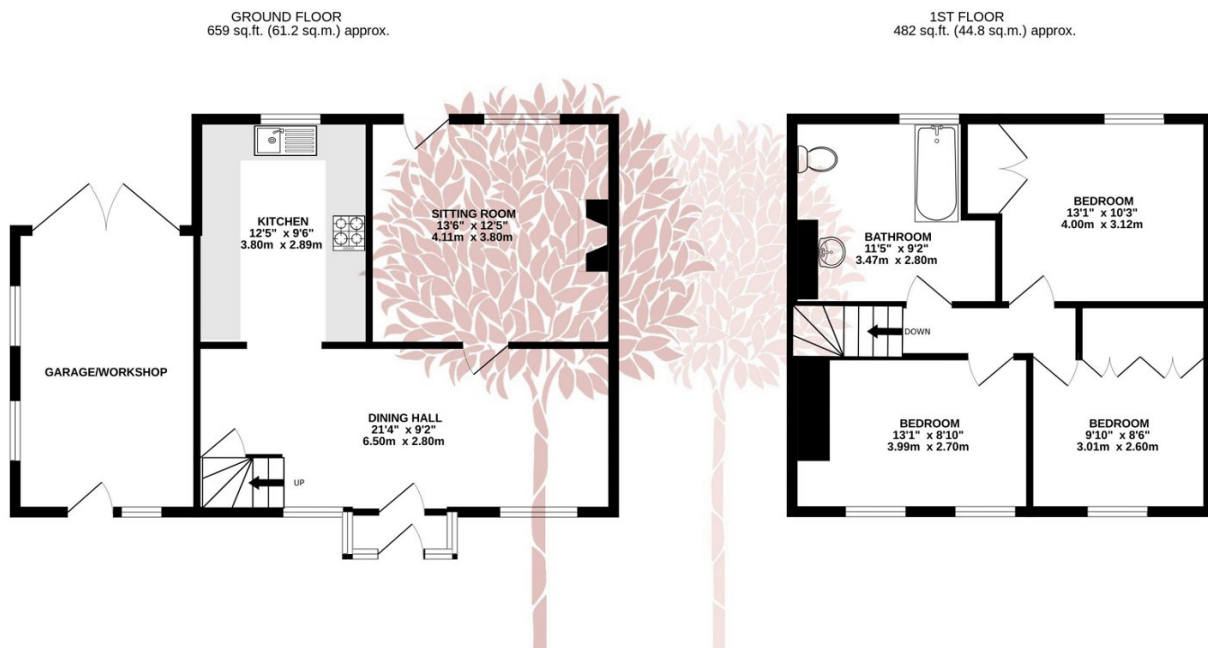 GROUND FLOOR
659 sq.ft. (61.2 sq.m.) approx.
1ST FLOOR
482 sq.ft. (44.8 sq.m.) approx.
KITCHEN
12'5" x 9'6"
3.80m x 2.89m
SITTING ROOM
13'6" x 12'5"
4.11m x 3.80m
GARAGE/WORKSHOP
DINING HALL
21'4" x 9'2"
6.50m x 2.80m
UP
BEDROOM
13'1" x 10'3"
4.00m x 3.12m
BATHROOM
11'5" x 9'2"
3.47m x 2.80m
DOWN
BEDROOM
13'1" x 8'10"
3.99m x 2.70m
BEDROOM
9'10" x 8'6"
3.01m x 2.60m